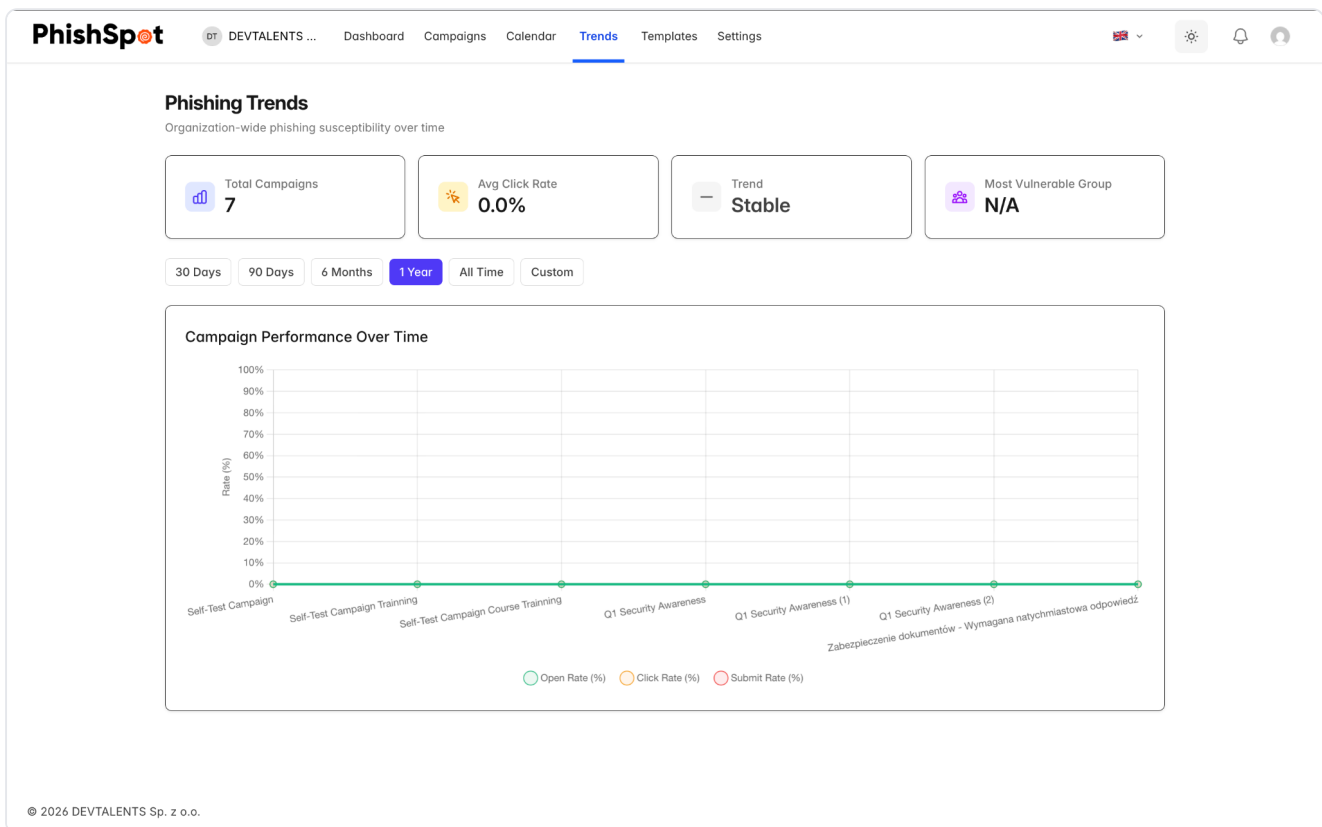 PhishSpot
DT DEVTALENTS ... Dashboard Campaigns Calendar Trends Templates Settings
Phishing Trends
Organization-wide phishing susceptibility over time
Total Campaigns
7
Avg Click Rate
0.0%
Trend
Stable
Most Vulnerable Group
N/A
30 Days 90 Days 6 Months 1 Year All Time Custom
Campaign Performance Over Time
100%
90%
80%
70%
60%
50%
40%
30%
20%
10%
0%
Rate (%)
Self-Test Campaign
Self-Test Campaign Trainning
Self-Test Campaign Course Trainning
Q1 Security Awareness
Q1 Security Awareness (1)
Q1 Security Awareness (2)
Zabezpieczenie dokumentów - Wymagana natychmiastowa odpowiedź
Open Rate (%) Click Rate (%) Submit Rate (%)
© 2026 DEVTALENTS Sp. z o.o.